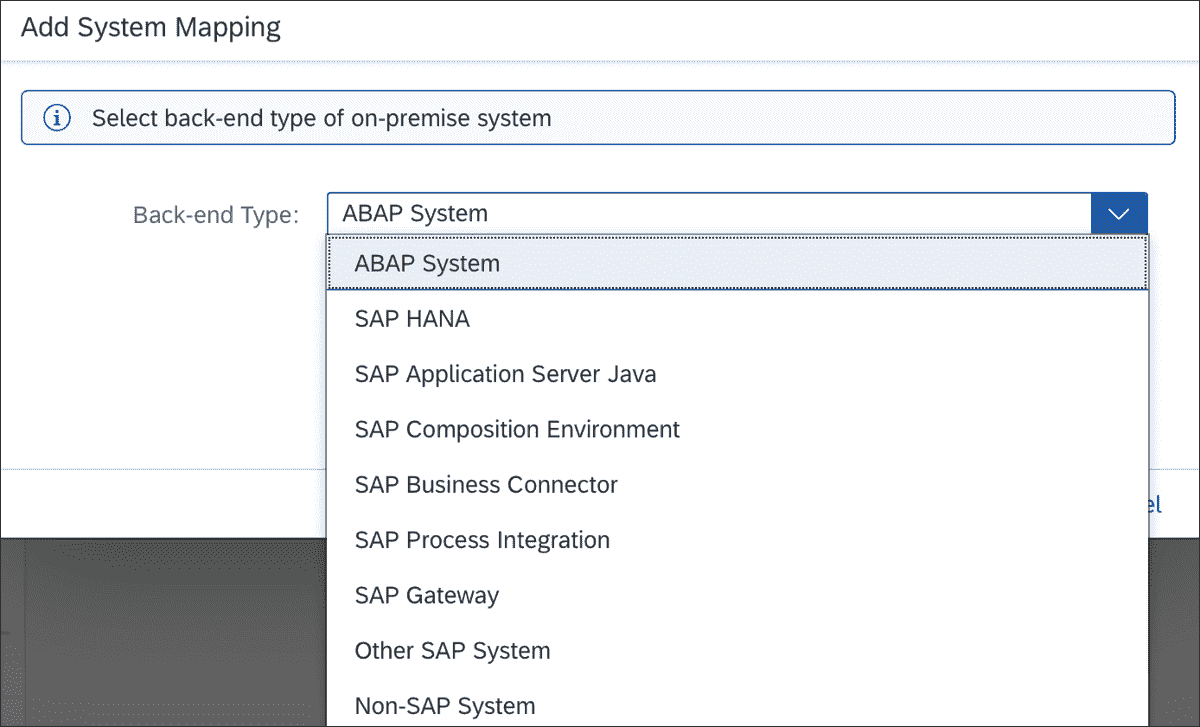 Add System Mapping
Select back-end type of on-premise system
Back-end Type: ABAP System
ABAP System
SAP HANA
SAP Application Server Java
SAP Composition Environment
SAP Business Connector
SAP Process Integration
SAP Gateway
Other SAP System
Non-SAP System